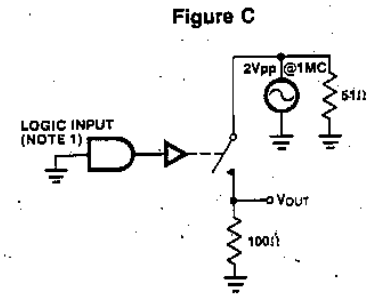 Figure C
2Vpp @1MC
51Ω
LOGIC INPUT
(NOTE 1)
VOUT
100Ω